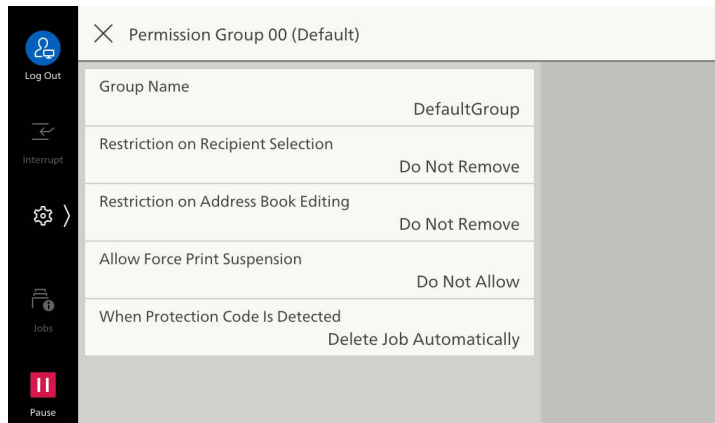 Permission Group 00 (Default)
Log Out
Interrupt
Jobs
Pause
Group Name
DefaultGroup
Restriction on Recipient Selection
Do Not Remove
Restriction on Address Book Editing
Do Not Remove
Allow Force Print Suspension
Do Not Allow
When Protection Code Is Detected
Delete Job Automatically